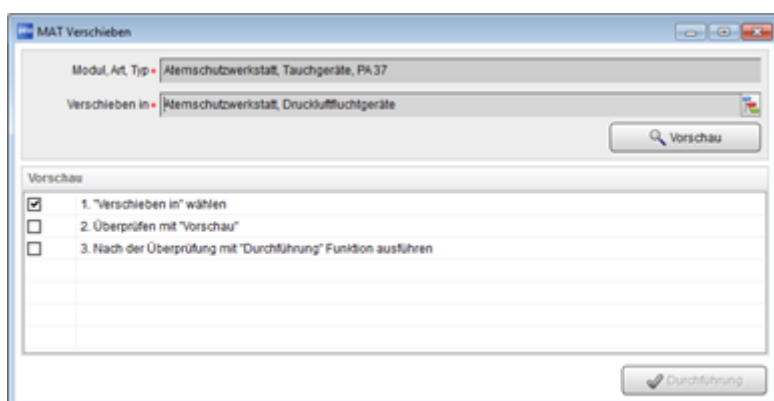 MAT Verschieben
Modul, Art, Typ Atemschutzwerkstatt, Tauchgeräte, PA 37
Verschieben in Atemschutzwerkstatt, Druckluftfluchtgeräte
Vorschau
Vorschau
1. "Verschieben in" wählen
2. Überprüfen mit "Vorschau"
3. Nach der Überprüfung mit "Durchführung" Funktion ausführen
Durchführung